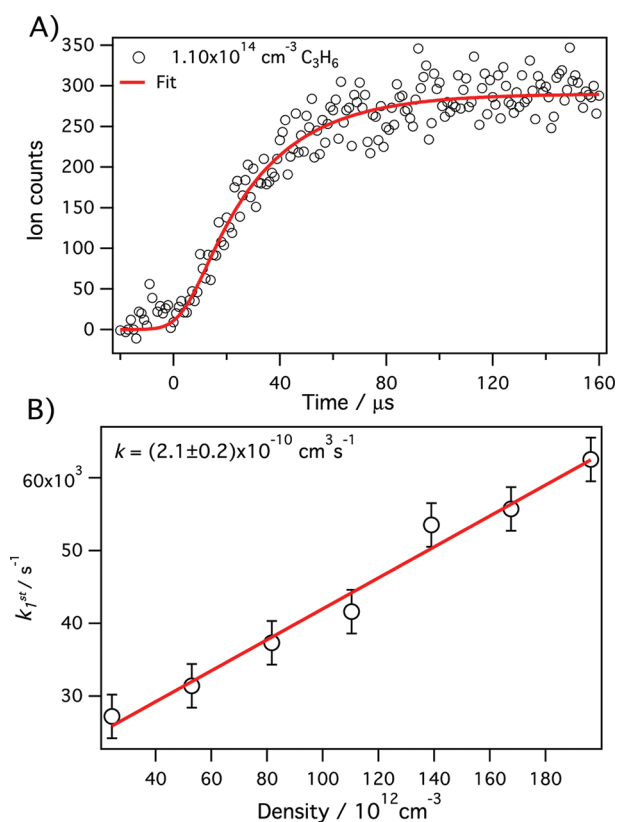 A)
350
1.10x10¹⁴ cm⁻³ C₃H₆
300
Fit
250
200
150
100
50
0
Ion counts
0 40 80 120 160
Time / μs
B)
k = (2.1±0.2)x10⁻¹⁰ cm³s⁻¹
60x10³
50
40
30
k₁ˢᵗ / s⁻¹
40 60 80 100 120 140 160 180
Density / 10¹²cm⁻³